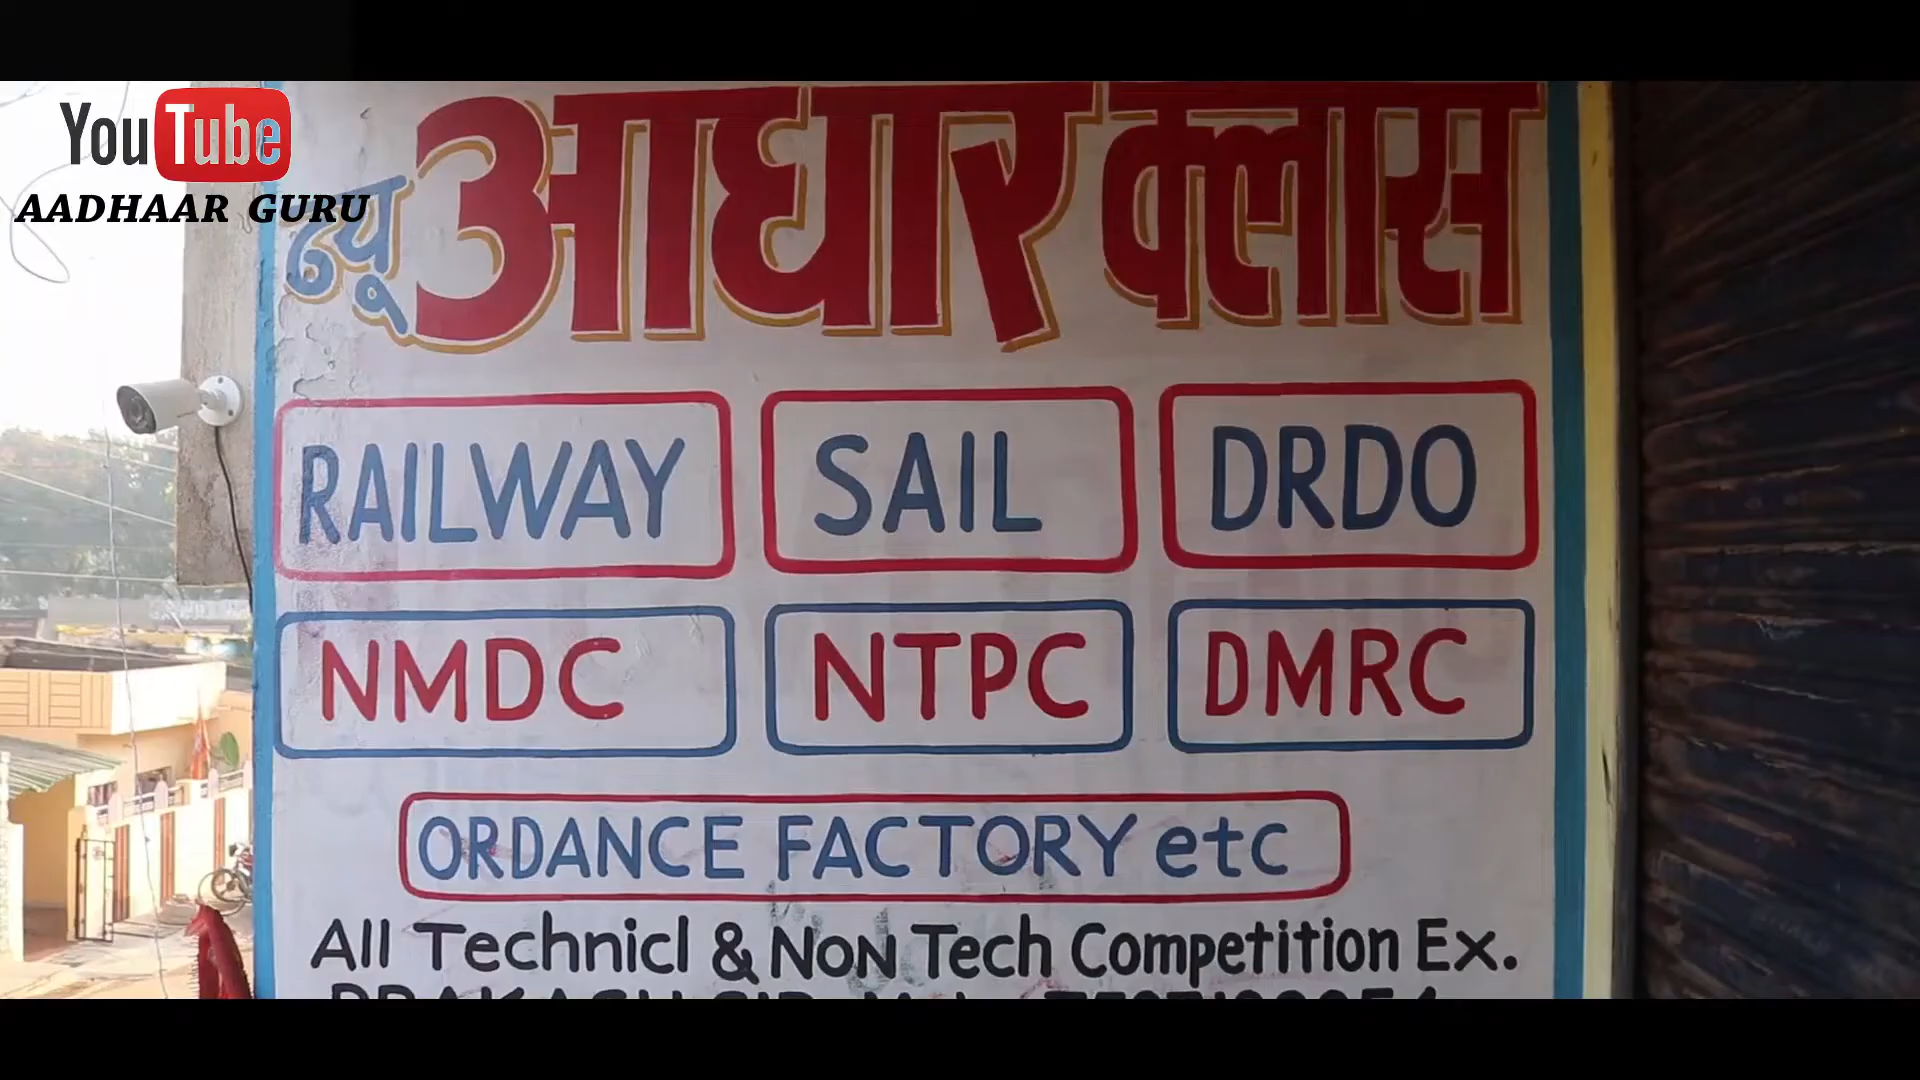 YouTube
AADHAAR GURU
न्यू आधार क्लास
RAILWAY SAIL DRDO
NMDC NTPC DMRC
ORDANCE FACTORY etc
All Technicl & Non Tech Competition Ex.